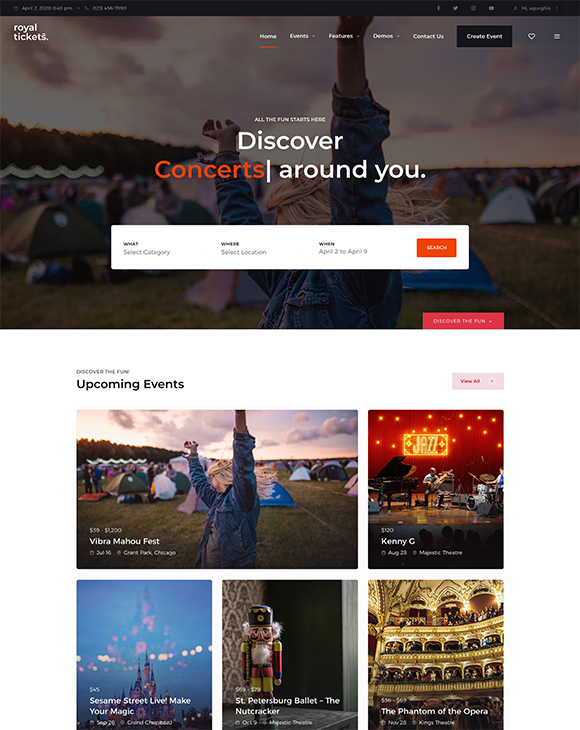 April 2, 2020 8:40 pm (123) 456-7890 Hi,
royal
tickets.
Home Events Features Demos Contact Us Create Event
ALL THE FUN STARTS HERE
Discover
Concerts| around you.
WHAT WHERE WHEN
Select Category Select Location April 2 to April 9
SEARCH
DISCOVER THE FUN
DISCOVER THE FUN!
Upcoming Events
View All
$39 - $1,200
Vibra Mahou Fest
Jul 16 Grant Park, Chicago
JAZZ
$120
Kenny G
Aug 28 Majestic Theatre
$45
Sesame Street Live! Make
Your Magic
Sep 26 Grand Chapiteau
$69 - $79
St. Petersburg Ballet – The
Nutcracker
Oct 9 Majestic Theatre
$36 - $69
The Phantom of the Opera
Nov 28 Kings Theatre